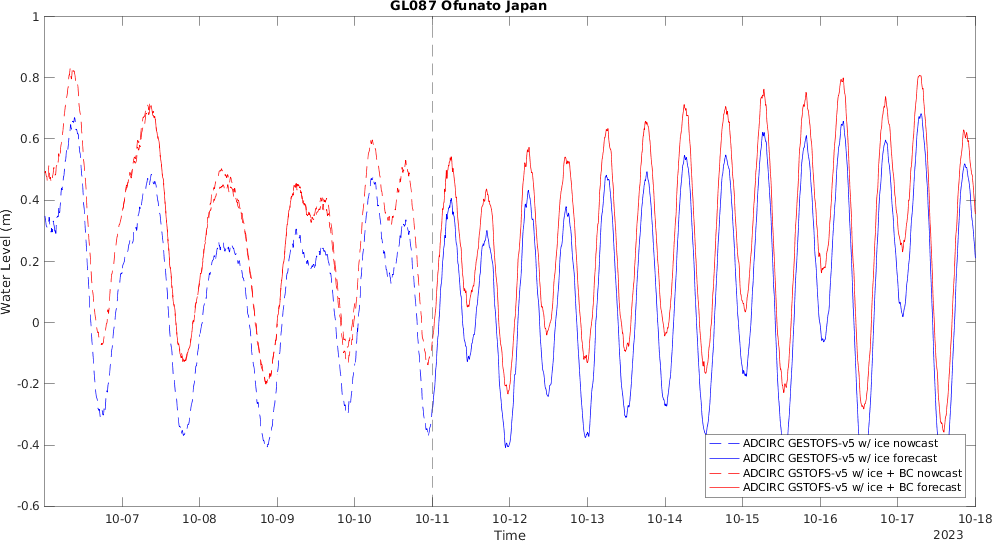 GL087 Ofunato Japan
1
0.8
0.6
0.4
0.2
0
-0.2
-0.4
-0.6
Water Level (m)
ADCIRC GESTOFS-v5 w/ ice nowcast
ADCIRC GESTOFS-v5 w/ ice forecast
ADCIRC GSTOFS-v5 w/ ice + BC nowcast
ADCIRC GSTOFS-v5 w/ ice + BC forecast
10-07 10-08 10-09 10-10 10-11 10-12 10-13 10-14 10-15 10-16 10-17 10-18
Time
2023